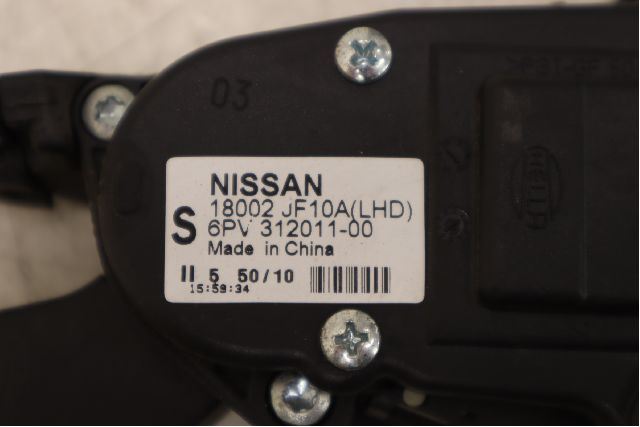 03
NISSAN
18002 JF10A(LHD)
S 6PV 312011-00
Made in China
II 5 50/10
15:59:34
HELLA